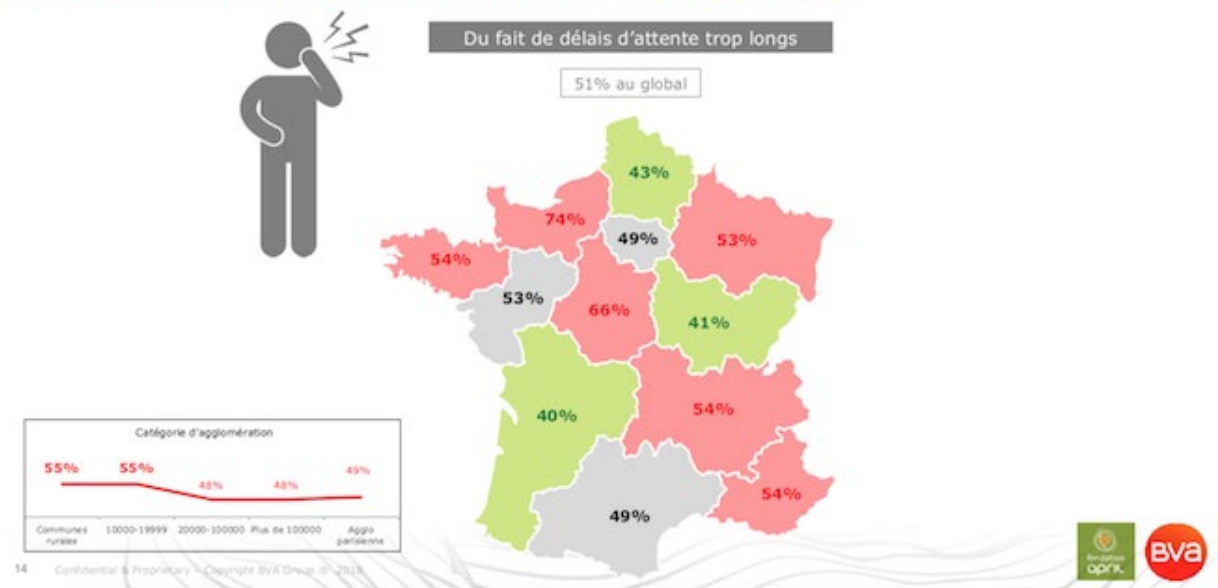 Du fait de délais d'attente trop longs
51% au global
43%
74%
49%
53%
54%
53%
66%
41%
40%
54%
54%
49%
Catégorie d'agglomération
55%
55%
48%
48%
49%
Communes rurales
10000-19999
20000-100000
Plus de 100000
Agglo parisienne
14
Confidential & Proprietary – Copyright BVA Group ® 2018
fondation
april
BVA